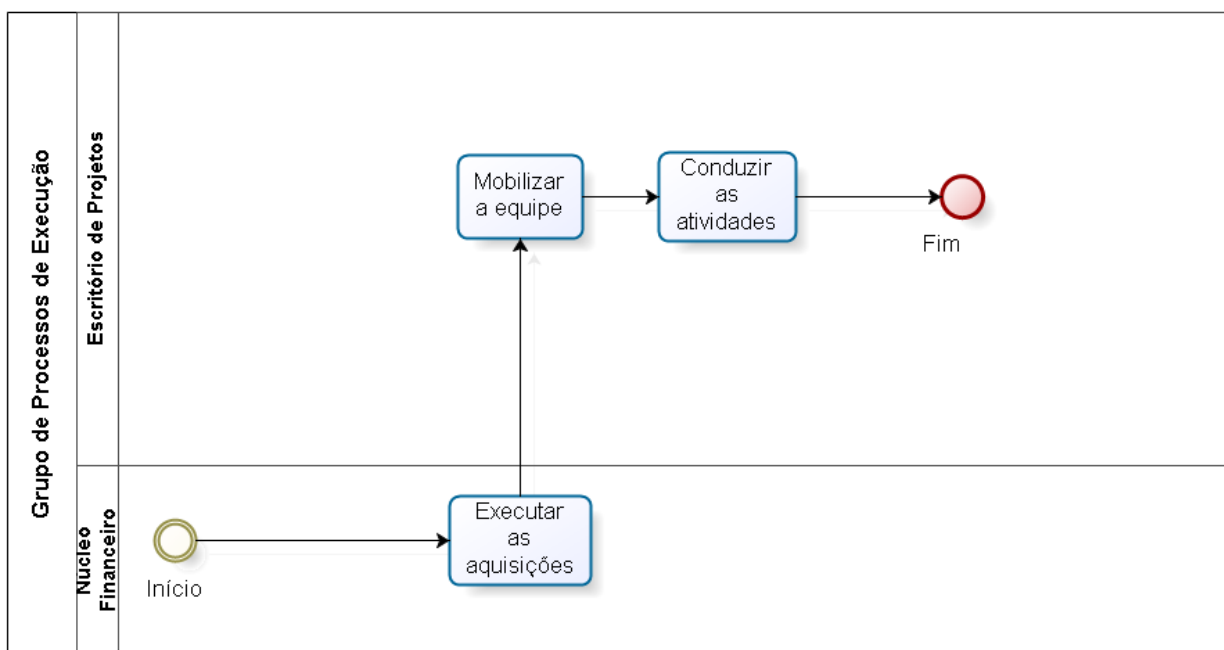 Grupo de Processos de Execução
Escritório de Projetos
Mobilizar
a equipe
Conduzir
as
atividades
Fim
Núcleo
Financeiro
Início
Executar
as
aquisições